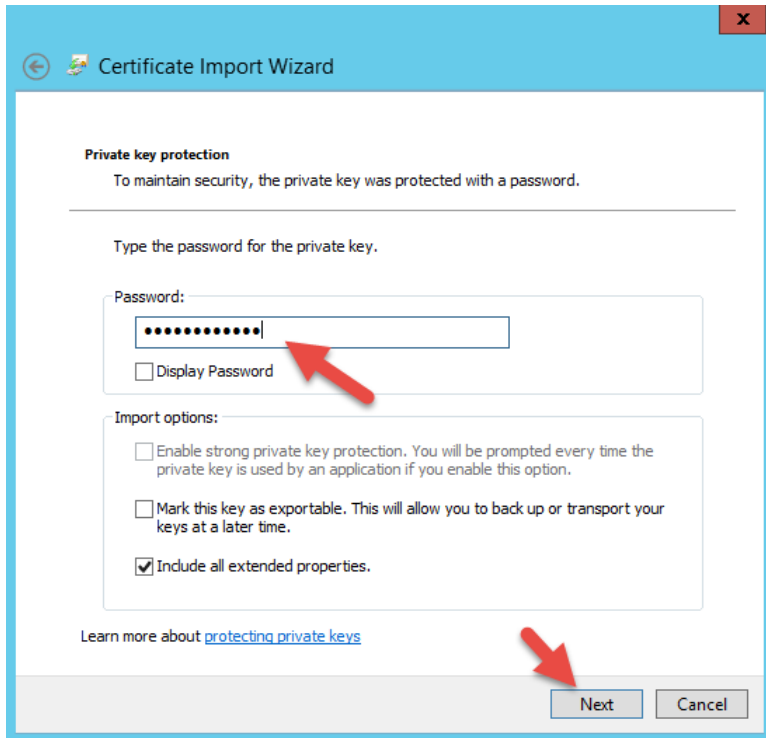 x
Certificate Import Wizard
Private key protection
To maintain security, the private key was protected with a password.
Type the password for the private key.
Password:
••••••••••••
Display Password
Import options:
Enable strong private key protection. You will be prompted every time the
private key is used by an application if you enable this option.
Mark this key as exportable. This will allow you to back up or transport your
keys at a later time.
Include all extended properties.
Learn more about protecting private keys
Next Cancel